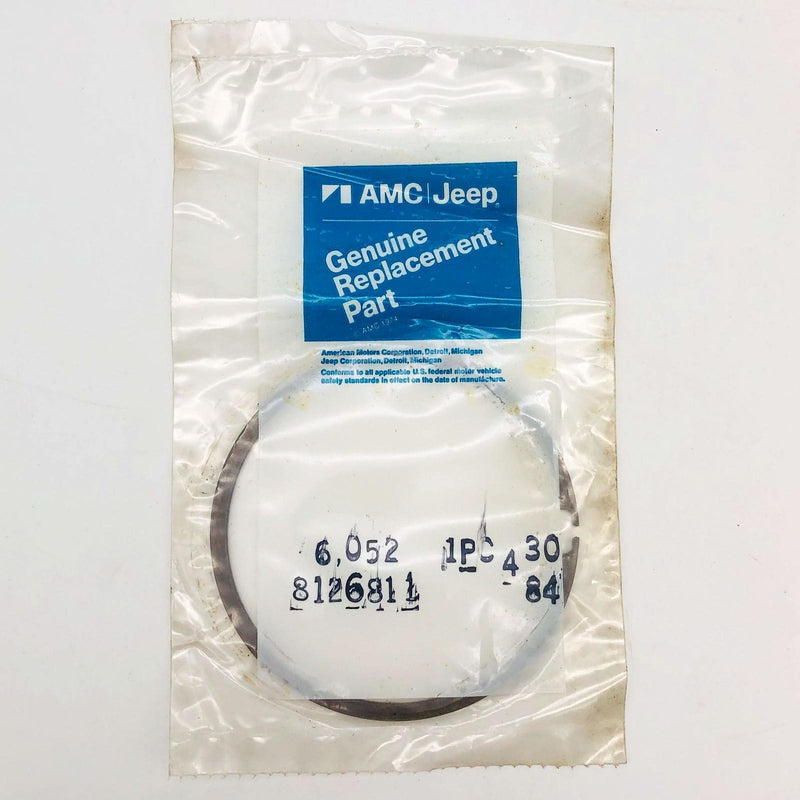 AMC|Jeep®
Genuine
Replacement
Part
© AMC 1974
American Motors Corporation, Detroit, Michigan
Jeep Corporation, Detroit, Michigan
Conforms to all applicable U.S. federal motor vehicle
safety standards in effect on the date of manufacture.
6,052 1PC 4 30
8126811 84